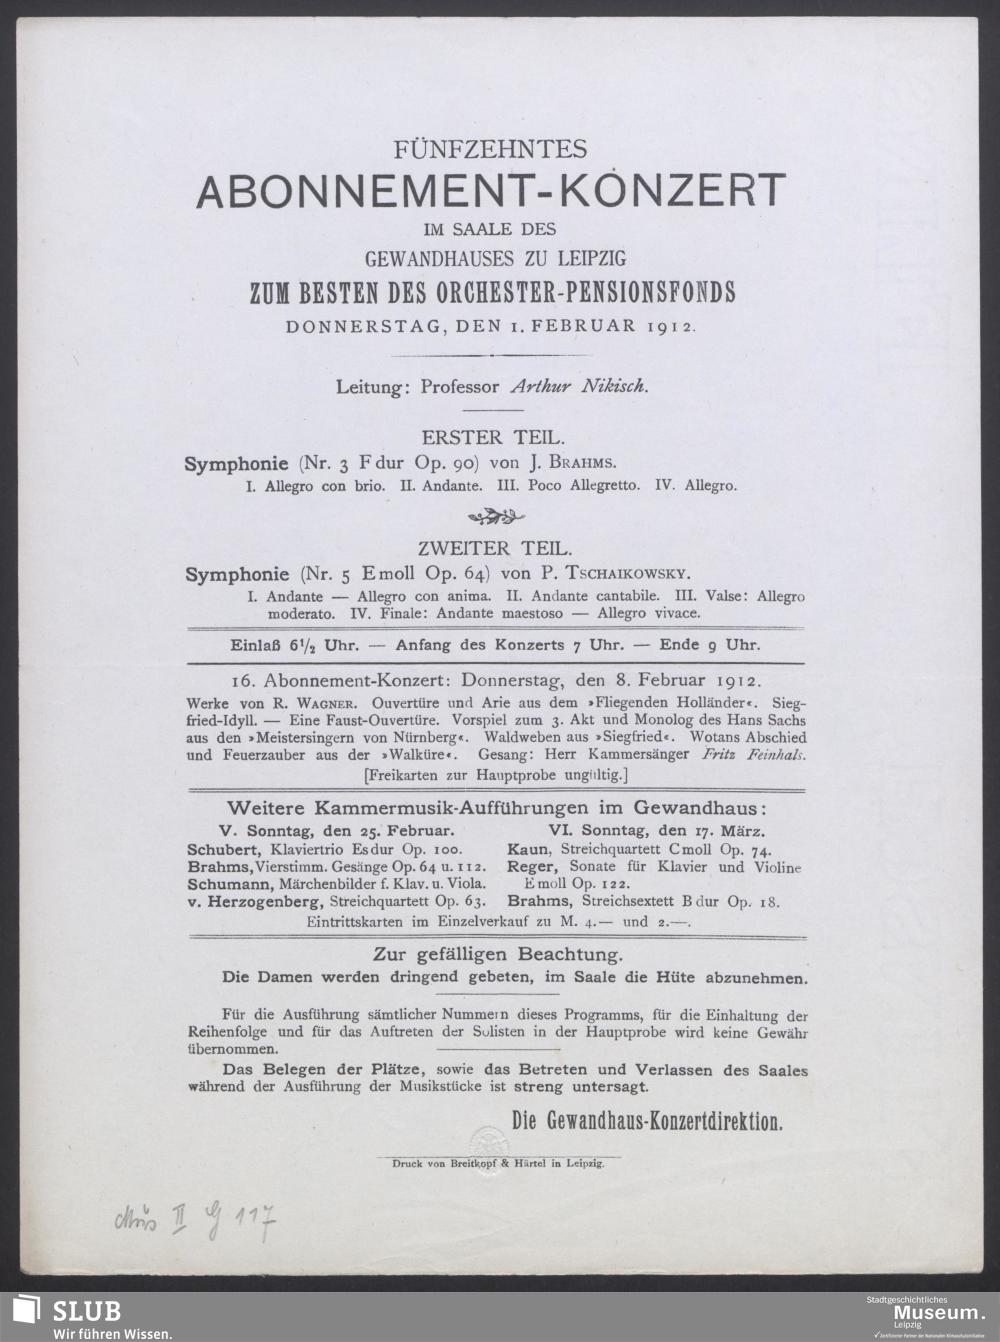 FÜNFZEHNTES
ABONNEMENT-KONZERT
IM SAALE DES
GEWANDHAUSES ZU LEIPZIG
ZUM BESTEN DES ORCHESTER-PENSIONSFONDS
DONNERSTAG, DEN 1. FEBRUAR 1912.
Leitung: Professor Arthur Nikisch.
ERSTER TEIL.
Symphonie (Nr. 3 Fdur Op. 90) von J. BRAHMS.
I. Allegro con brio. II. Andante. III. Poco Allegretto. IV. Allegro.
ZWEITER TEIL.
Symphonie (Nr. 5 Emoll Op. 64) von P. TSCHAIKOWSKY.
I. Andante — Allegro con anima. II. Andante cantabile. III. Valse: Allegro
moderato. IV. Finale: Andante maestoso — Allegro vivace.
Einlaß 6½ Uhr. — Anfang des Konzerts 7 Uhr. — Ende 9 Uhr.
16. Abonnement-Konzert: Donnerstag, den 8. Februar 1912.
Werke von R. WAGNER. Ouvertüre und Arie aus dem »Fliegenden Holländer«. Sieg-
fried-Idyll. — Eine Faust-Ouvertüre. Vorspiel zum 3. Akt und Monolog des Hans Sachs
aus den »Meistersingern von Nürnberg«. Waldweben aus »Siegfried«. Wotans Abschied
und Feuerzauber aus der »Walküre«. Gesang: Herr Kammersänger Fritz Feinhals.
[Freikarten zur Hauptprobe ungültig.]
Weitere Kammermusik-Aufführungen im Gewandhaus:
V. Sonntag, den 25. Februar.
Schubert, Klaviertrio Esdur Op. 100.
Brahms, Vierstimm. Gesänge Op. 64 u. 112.
Schumann, Märchenbilder f. Klav. u. Viola.
v. Herzogenberg, Streichquartett Op. 63.
VI. Sonntag, den 17. März.
Kaun, Streichquartett Cmoll Op. 74.
Reger, Sonate für Klavier und Violine
Emoll Op. 122.
Brahms, Streichsextett Bdur Op. 18.
Eintrittskarten im Einzelverkauf zu M. 4.— und 2.—.
Zur gefälligen Beachtung.
Die Damen werden dringend gebeten, im Saale die Hüte abzunehmen.
Für die Ausführung sämtlicher Nummern dieses Programms, für die Einhaltung der
Reihenfolge und für das Auftreten der Solisten in der Hauptprobe wird keine Gewähr
übernommen.
Das Belegen der Plätze, sowie das Betreten und Verlassen des Saales
während der Ausführung der Musikstücke ist streng untersagt.
Die Gewandhaus-Konzertdirektion.
Druck von Breitkopf & Härtel in Leipzig.
Mus II G 117
SLUB
Wir führen Wissen.
Stadtgeschichtliches
Museum.
Leipzig
Zertifizierter Partner der Nationalen Klimaschutzinitiative